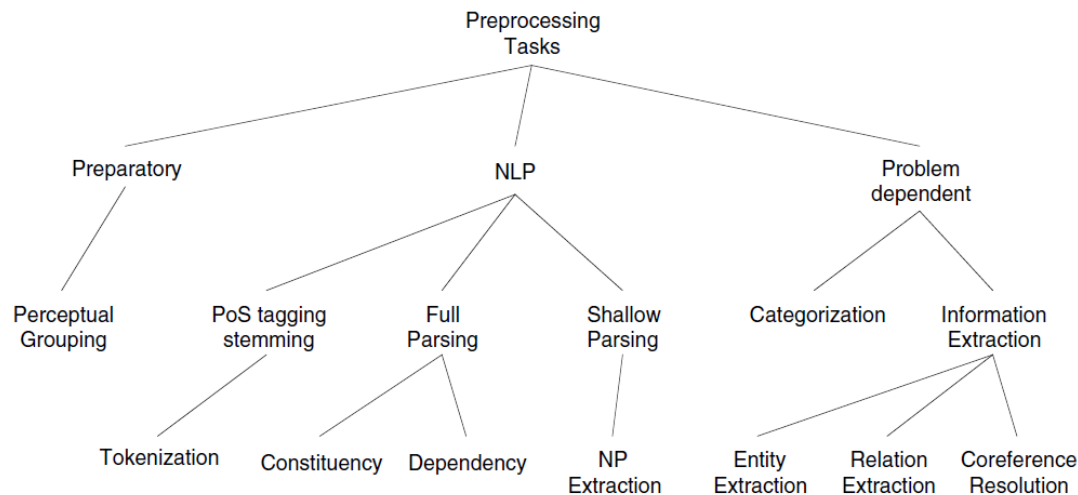 Preprocessing
Tasks
Preparatory
NLP
Problem
dependent
Perceptual
Grouping
PoS tagging
stemming
Full
Parsing
Shallow
Parsing
Categorization
Information
Extraction
Tokenization
Constituency
Dependency
NP
Extraction
Entity
Extraction
Relation
Extraction
Coreference
Resolution